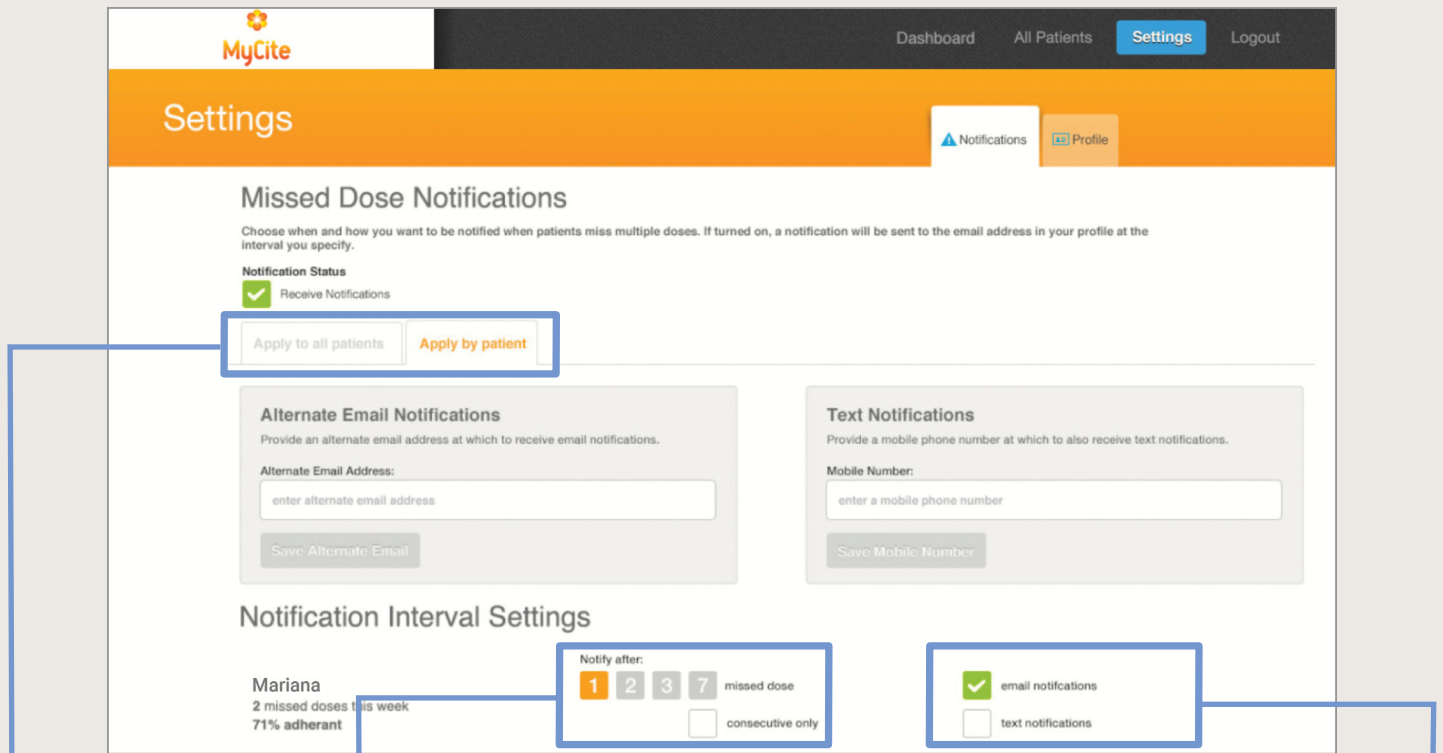 MyCite
Dashboard All Patients Settings Logout
Settings
Notifications Profile
Missed Dose Notifications
Choose when and how you want to be notified when patients miss multiple doses. If turned on, a notification will be sent to the email address in your profile at the
interval you specify.
Notification Status
Receive Notifications
Apply to all patients Apply by patient
Alternate Email Notifications
Provide an alternate email address at which to receive email notifications.
Alternate Email Address:
enter alternate email address
Save Alternate Email
Text Notifications
Provide a mobile phone number at which to also receive text notifications.
Mobile Number:
enter a mobile phone number
Save Mobile Number
Notification Interval Settings
Mariana
2 missed doses this week
71% adherant
Notify after:
1 2 3 7 missed dose
consecutive only
email notifcations
text notifications